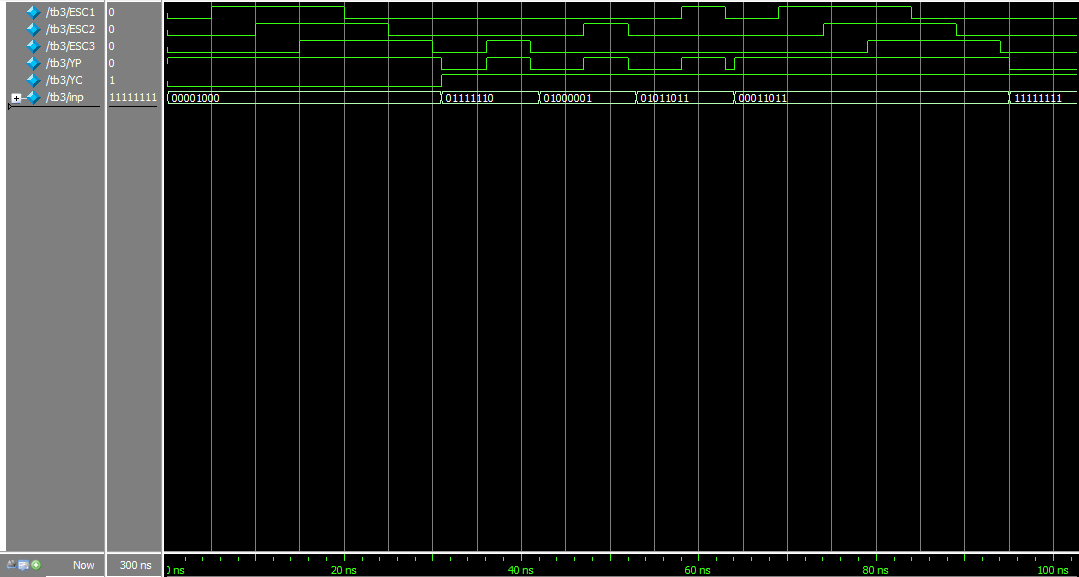 /tb3/ESC1 0
/tb3/ESC2 0
/tb3/ESC3 0
/tb3/YP 0
/tb3/YC 1
/tb3/inp 11111111 00001000 01111110 01000001 01011011 00011011 11111111
Now 300 ns ns 20 ns 40 ns 60 ns 80 ns 100 ns